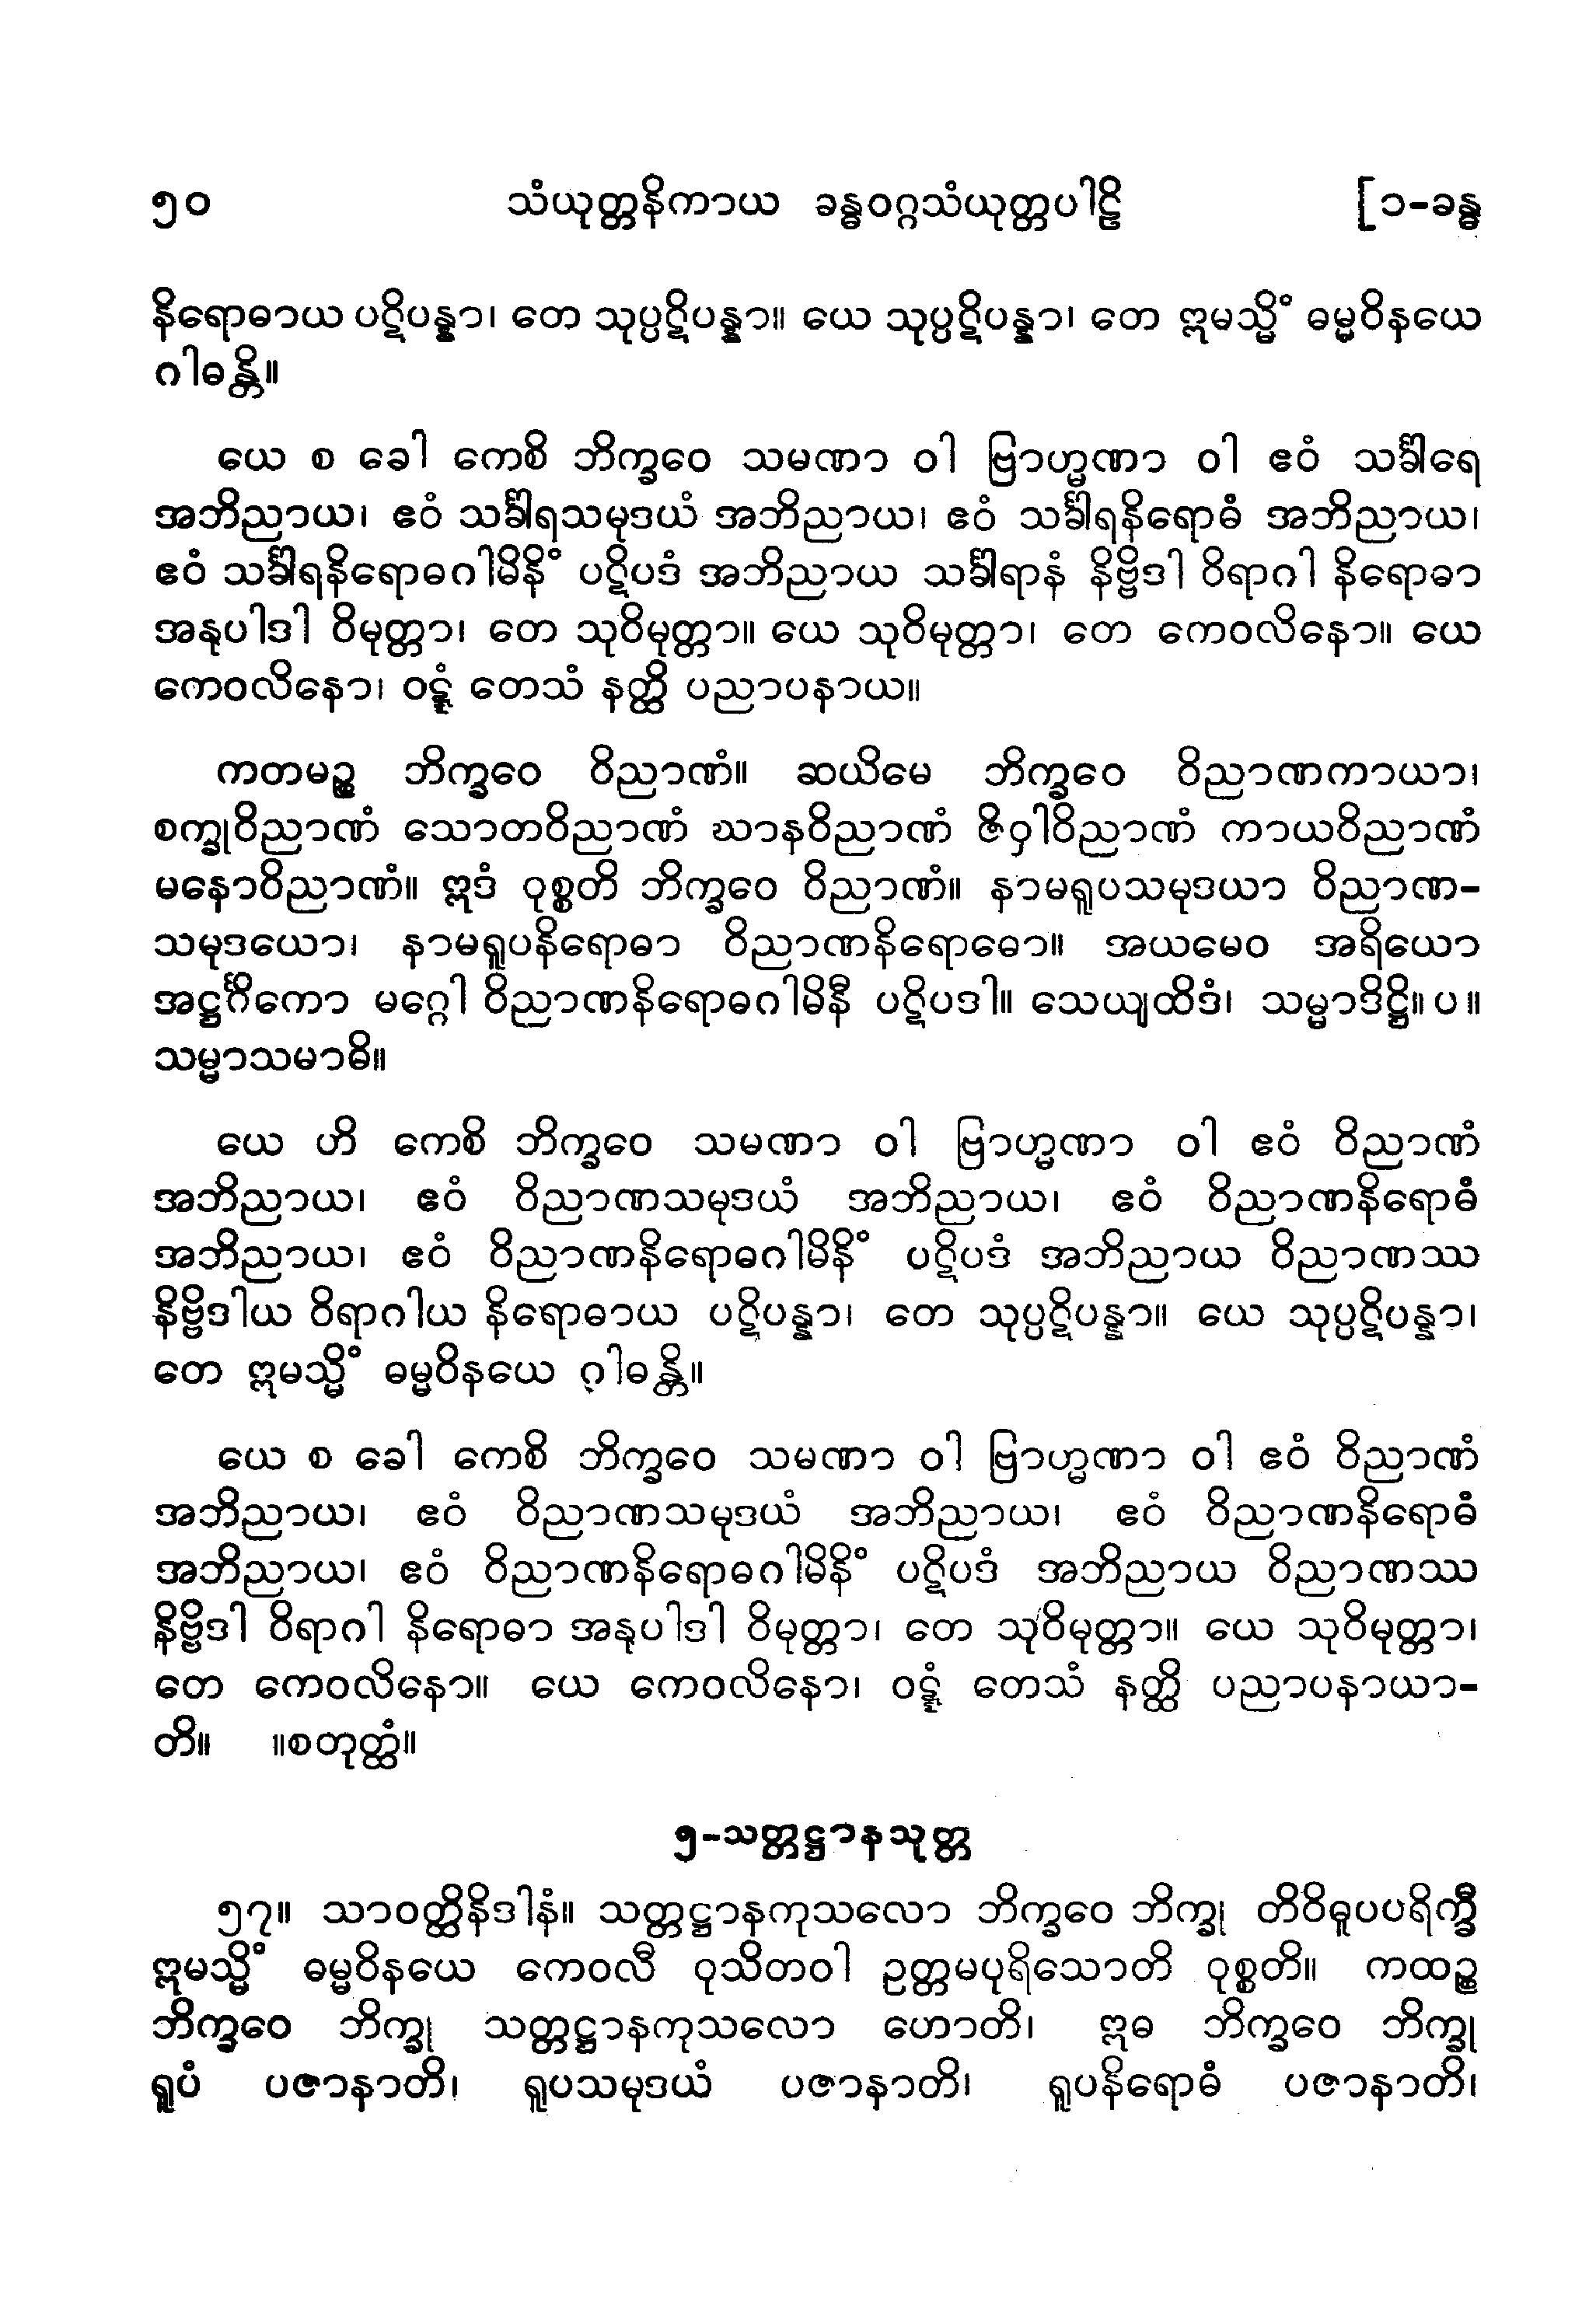 ၅၀ သံယုတ္တနိကာယ ခန္ဓဝဂ္ဂသံယုတ္တပါဠိ [၁-ခန္ဓ
နိရောဓာယ ပဋိပန္နာ၊ တေ သုပ္ပဋိပန္နာ။ ယေ သုပ္ပဋိပန္နာ၊ တေ ဣမသ္မိံ ဓမ္မဝိနယေ
ဂါဓန္တိ။
ယေ စ ခေါ ကေစိ ဘိက္ခဝေ သမဏာ ဝါ ဗြာဟ္မဏာ ဝါ ဧဝံ သင်္ခါရေ
အဘိညာယ၊ ဧဝံ သင်္ခါရသမုဒယံ အဘိညာယ၊ ဧဝံ သင်္ခါရနိရောဓံ အဘိညာယ၊
ဧဝံ သင်္ခါရနိရောဓဂါမိနိံ ပဋိပဒံ အဘိညာယ သင်္ခါရာနံ နိဗ္ဗိဒါ ဝိရာဂါ နိရောဓာ
အနုပါဒါ ဝိမုတ္တာ၊ တေ သုဝိမုတ္တာ။ ယေ သုဝိမုတ္တာ၊ တေ ကေဝလိနော။ ယေ
ကေဝလိနော၊ ဝဋ္ဋံ တေသံ နတ္ထိ ပညာပနာယ။
ကတမဉ္စ ဘိက္ခဝေ ဝိညာဏံ။ ဆယိမေ ဘိက္ခဝေ ဝိညာဏကာယာ၊
စက္ခုဝိညာဏံ သောတဝိညာဏံ ဃာနဝိညာဏံ ဇိဝှါဝိညာဏံ ကာယဝိညာဏံ
မနောဝိညာဏံ။ ဣဒံ ဝုစ္စတိ ဘိက္ခဝေ ဝိညာဏံ။ နာမရူပသမုဒယာ ဝိညာဏ-
သမုဒယော၊ နာမရူပနိရောဓာ ဝိညာဏနိရောဓော။ အယမေဝ အရိယော
အဋ္ဌင်္ဂိကော မဂ္ဂေါ ဝိညာဏနိရောဓဂါမိနီ ပဋိပဒါ။ သေယျထိဒံ၊ သမ္မာဒိဋ္ဌိ။ ပ။
သမ္မာသမာဓိ။
ယေ ဟိ ကေစိ ဘိက္ခဝေ သမဏာ ဝါ ဗြာဟ္မဏာ ဝါ ဧဝံ ဝိညာဏံ
အဘိညာယ၊ ဧဝံ ဝိညာဏသမုဒယံ အဘိညာယ၊ ဧဝံ ဝိညာဏနိရောဓံ
အဘိညာယ၊ ဧဝံ ဝိညာဏနိရောဓဂါမိနိံ ပဋိပဒံ အဘိညာယ ဝိညာဏဿ
နိဗ္ဗိဒါယ ဝိရာဂါယ နိရောဓာယ ပဋိပန္နာ၊ တေ သုပ္ပဋိပန္နာ။ ယေ သုပ္ပဋိပန္နာ၊
တေ ဣမသ္မိံ ဓမ္မဝိနယေ ဂါဓန္တိ။
ယေ စ ခေါ ကေစိ ဘိက္ခဝေ သမဏာ ဝါ ဗြာဟ္မဏာ ဝါ ဧဝံ ဝိညာဏံ
အဘိညာယ၊ ဧဝံ ဝိညာဏသမုဒယံ အဘိညာယ၊ ဧဝံ ဝိညာဏနိရောဓံ
အဘိညာယ၊ ဧဝံ ဝိညာဏနိရောဓဂါမိနိံ ပဋိပဒံ အဘိညာယ ဝိညာဏဿ
နိဗ္ဗိဒါ ဝိရာဂါ နိရောဓာ အနုပါဒါ ဝိမုတ္တာ၊ တေ သုဝိမုတ္တာ။ ယေ သုဝိမုတ္တာ၊
တေ ကေဝလိနော။ ယေ ကေဝလိနော၊ ဝဋ္ဋံ တေသံ နတ္ထိ ပညာပနာယာ-
တိ။ ။စတုတ္ထံ။
၅-သတ္တဋ္ဌာနသုတ္တ
၅၇။ သာဝတ္ထိနိဒါနံ။ သတ္တဋ္ဌာနကုသလော ဘိက္ခဝေ ဘိက္ခု တိဝိဓူပပရိက္ခီ
ဣမသ္မိံ ဓမ္မဝိနယေ ကေဝလီ ဝုသိတဝါ ဥတ္တမပုရိသောတိ ဝုစ္စတိ။ ကထဉ္စ
ဘိက္ခဝေ ဘိက္ခု သတ္တဋ္ဌာနကုသလော ဟောတိ၊ ဣဓ ဘိက္ခဝေ ဘိက္ခု
ရူပံ ပဇာနာတိ၊ ရူပသမုဒယံ ပဇာနာတိ၊ ရူပနိရောဓံ ပဇာနာတိ၊